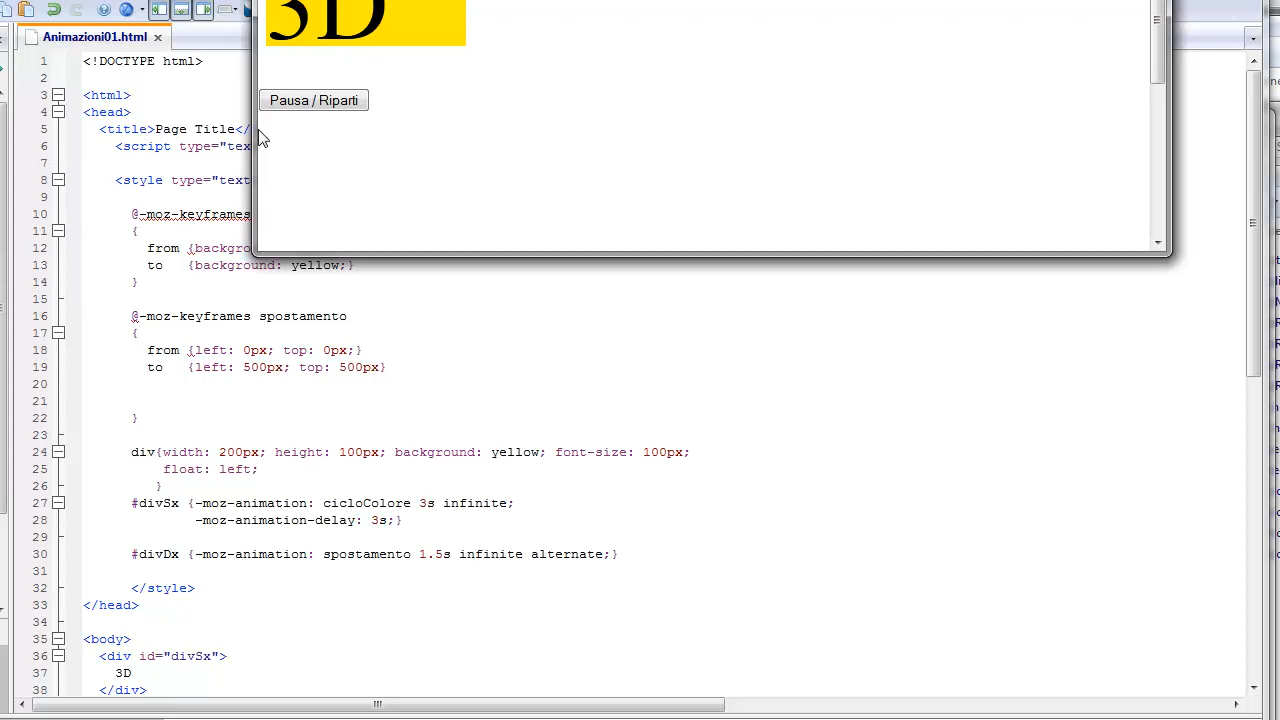 Animazioni01.html
3D
Pausa / Riparti
1 <!DOCTYPE html>
2
3 <html>
4 <head>
5 <title>Page Title</
6 <script type="tex
7
8 <style type="text
9
10 @-moz-keyframes
11 {
12 from {backgro
13 to {background: yellow;}
14 }
15
16 @-moz-keyframes spostamento
17 {
18 from {left: 0px; top: 0px;}
19 to {left: 500px; top: 500px}
20
21
22 }
23
24 div{width: 200px; height: 100px; background: yellow; font-size: 100px;
25 float: left;
26 }
27 #divSx {-moz-animation: cicloColore 3s infinite;
28 -moz-animation-delay: 3s;}
29
30 #divDx {-moz-animation: spostamento 1.5s infinite alternate;}
31
32 </style>
33 </head>
34
35 <body>
36 <div id="divSx">
37 3D
38 </div>